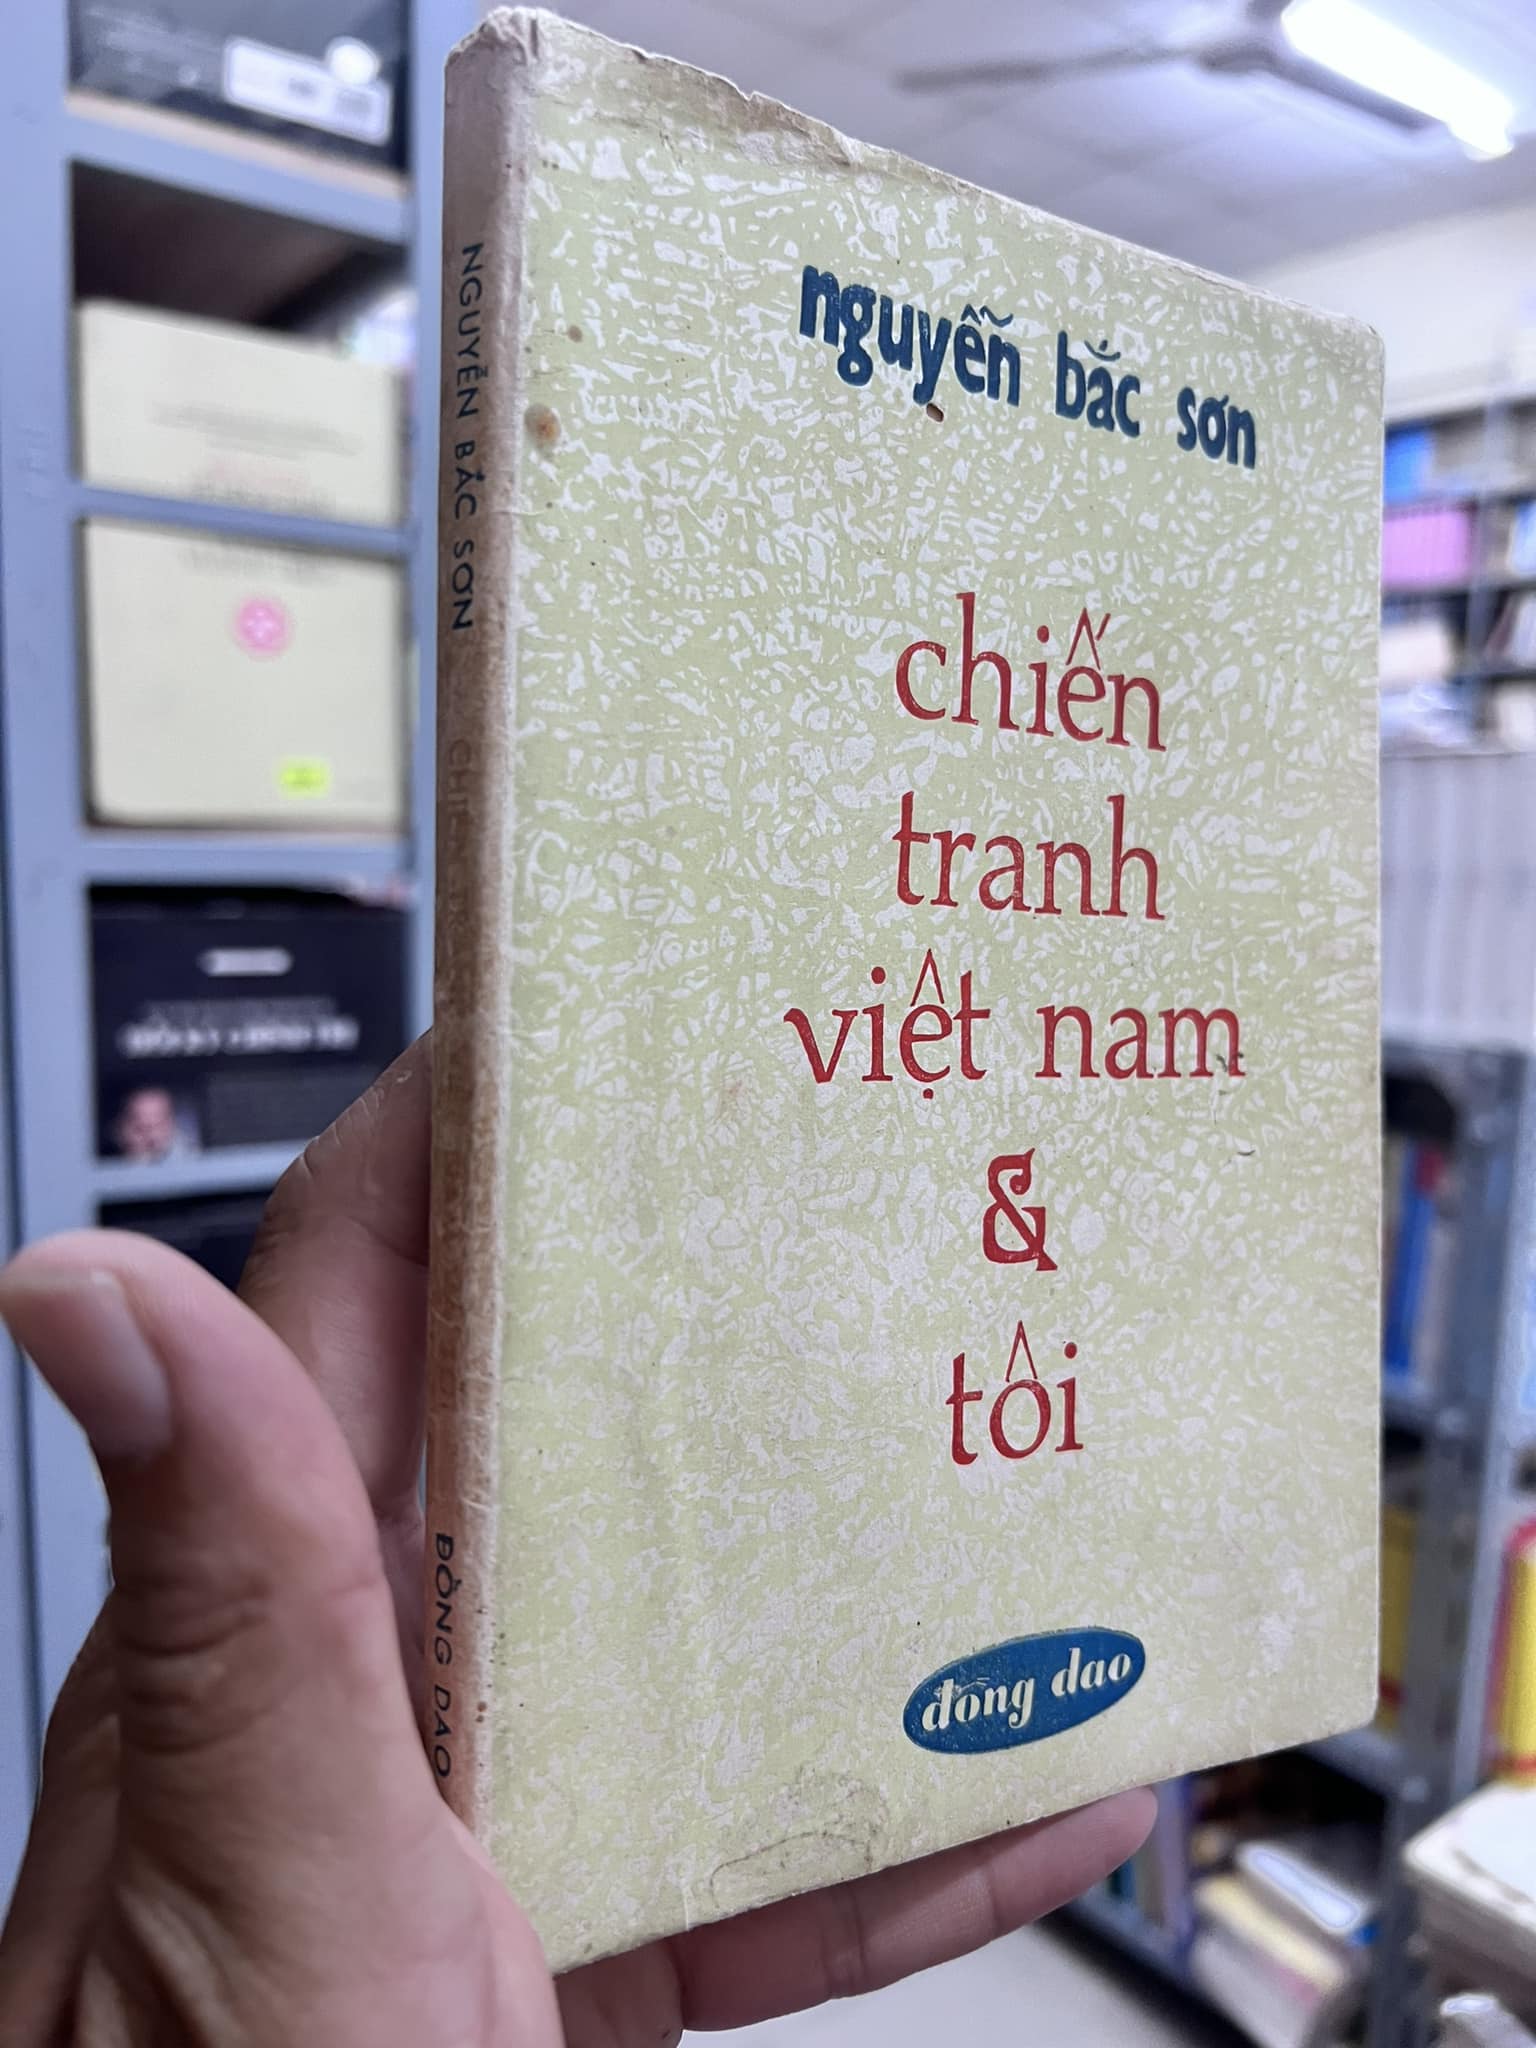 nguyễn bắc sơn
chiến
tranh
việt nam
&
tôi
đồng dao
NGUYỄN BẮC SƠN
ĐỒNG DAO